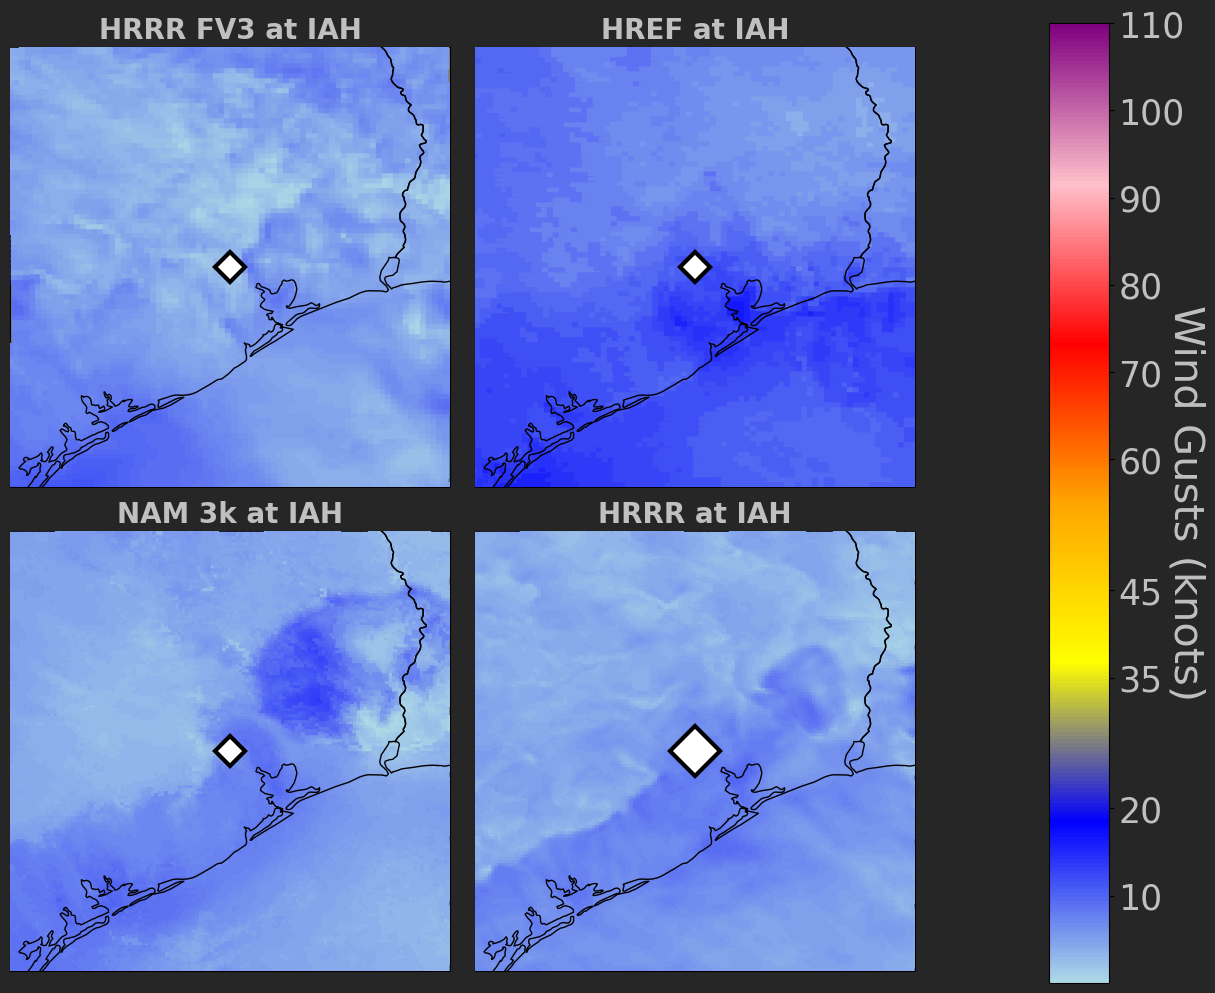 HRRR FV3 at IAH
HREF at IAH
NAM 3k at IAH
HRRR at IAH
110
100
90
80
70
60
45
35
20
10
Wind Gusts (knots)